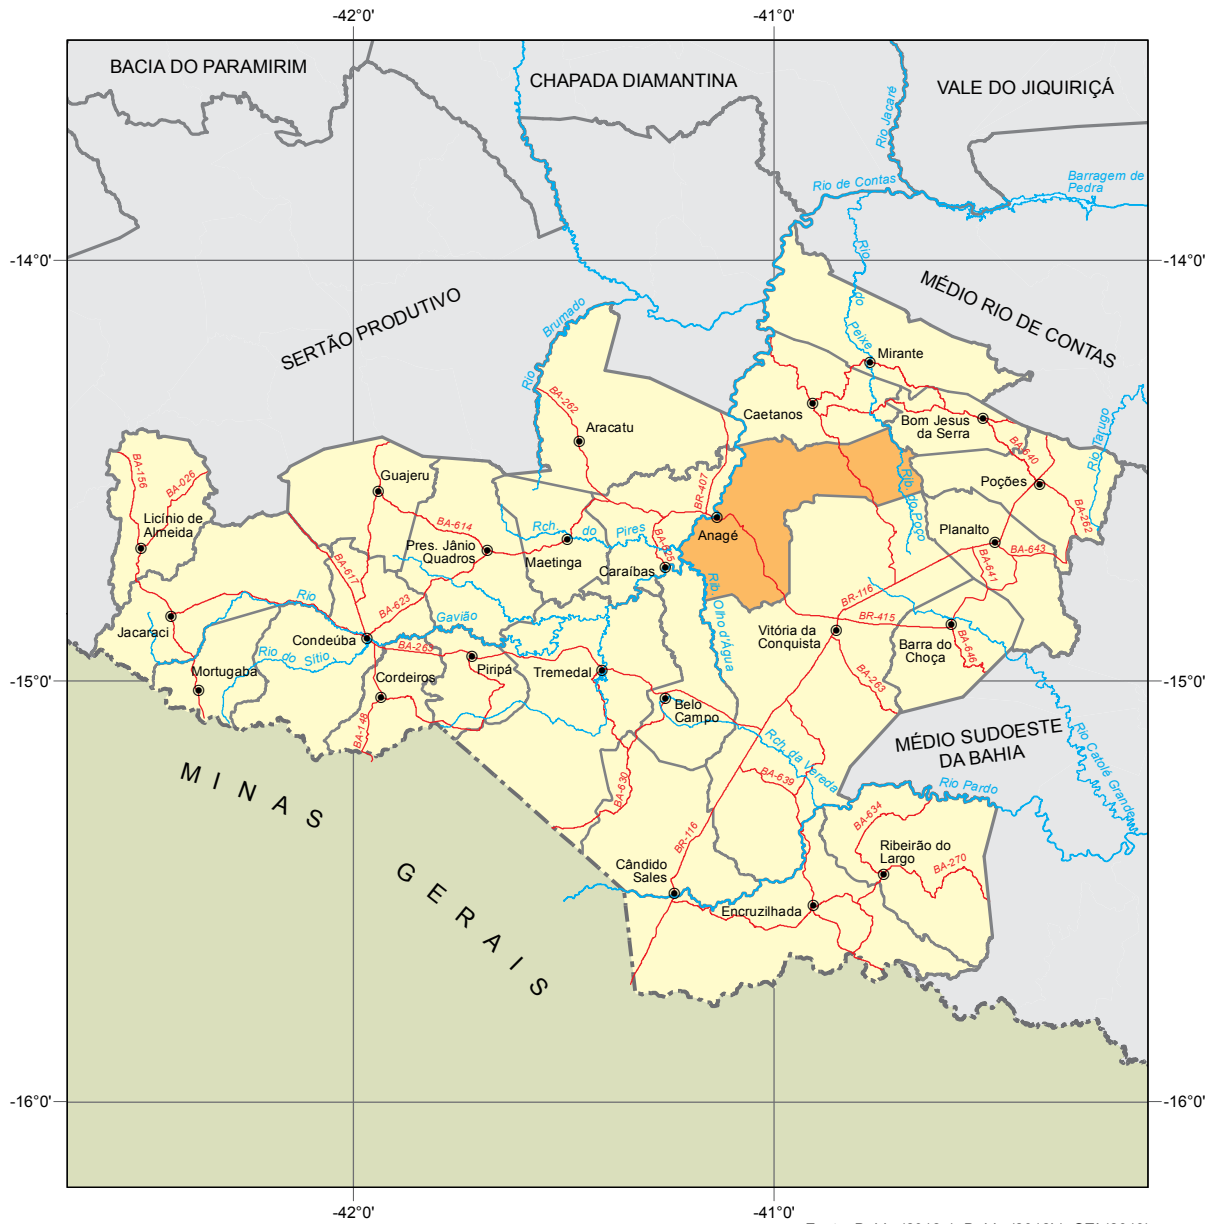 -42°0'
-41°0'
BACIA DO PARAMIRIM
CHAPADA DIAMANTINA
VALE DO JIQUIRIÇÁ
Rio Jacaré
Rio de Contas
Barragem de
Pedra
-14°0'
-14°0'
Rio
do
Peixe
MÉDIO RIO DE CONTAS
SERTÃO PRODUTIVO
Rio
Brumado
Mirante
BA-262
Caetanos
Aracatu
Bom Jesus
da Serra
Rio Tarugo
BA-640
BA-156
BA-026
Guajeru
BR-407
Rib. do Poço
Poções
BA-262
Licínio de
Almeida
BA-614
Rch. do Pires
Anagé
Planalto
Pres. Jânio
Quadros
Maetinga
BA-625
Caraíbas
BA-643
BA-641
BA-617
BA-623
Rib. Olho d'Água
BR-116
Rio
Gavião
BR-415
Jacaraci
Condeúba
BA-263
Vitória da
Conquista
Barra do
Choça
BA-646
Rio do Sítio
Mortugaba
Piripá
Tremedal
BA-263
Cordeiros
-15°0'
-15°0'
Belo
Campo
BA-148
MÉDIO SUDOESTE
DA BAHIA
Rio Catolé Grande
Rch. da Vereda
BA-630
BA-639
Rio Pardo
MINAS
GERAIS
BA-634
BR-116
Ribeirão do
Largo
BA-270
Cândido
Sales
Encruzilhada
-16°0'
-16°0'
-42°0'
-41°0'